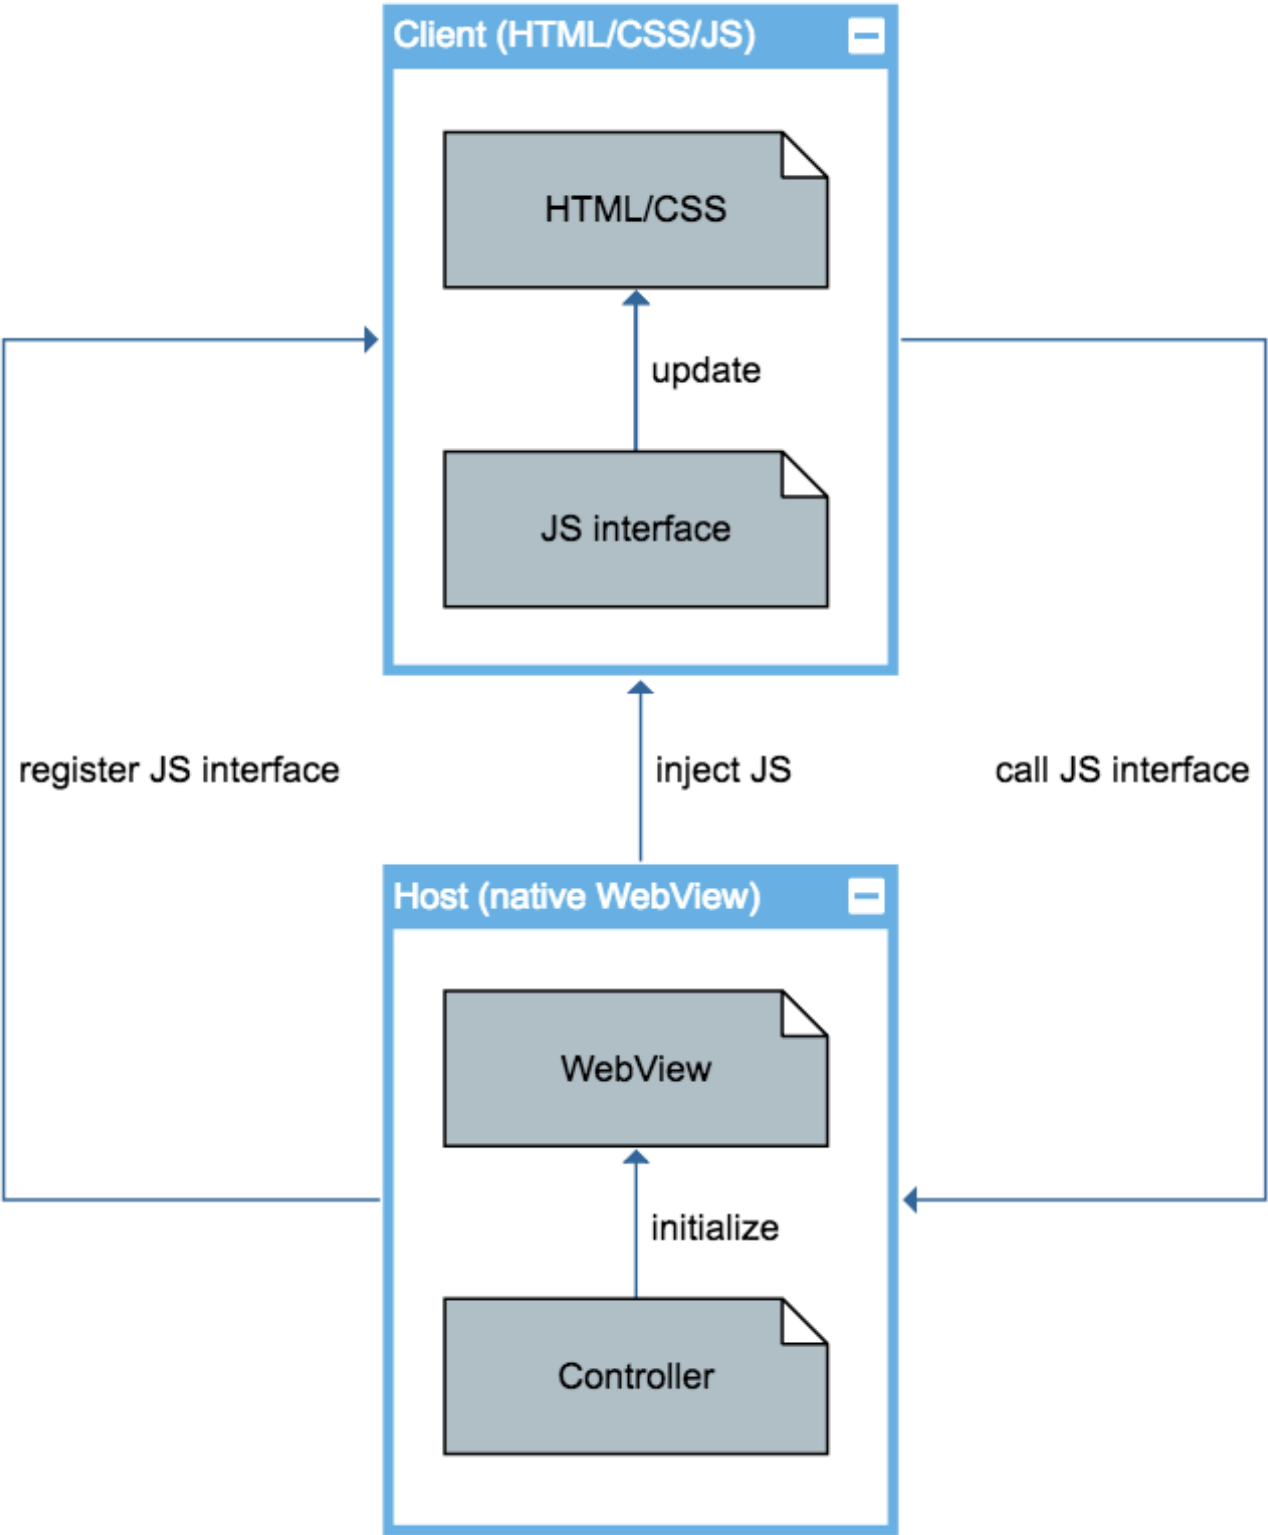 Client (HTML/CSS/JS)
HTML/CSS
update
JS interface
register JS interface
inject JS
call JS interface
Host (native WebView)
WebView
initialize
Controller